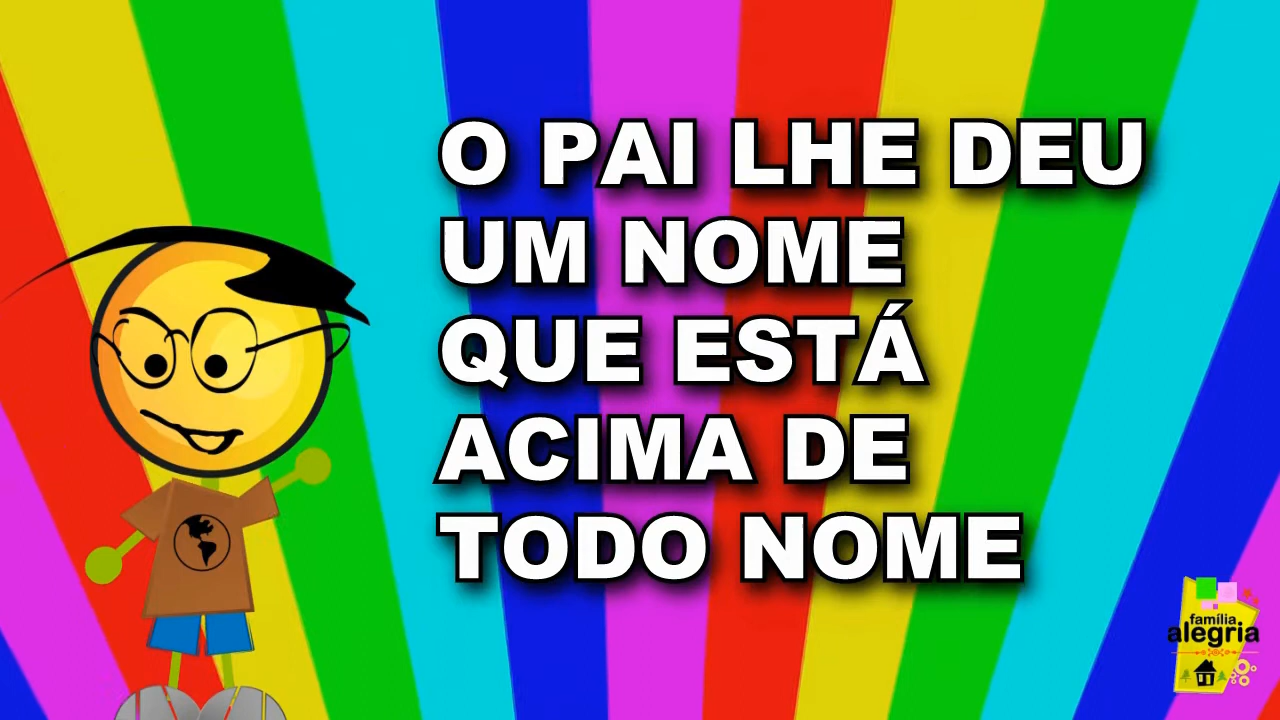 O PAI LHE DEU
UM NOME
QUE ESTÁ
ACIMA DE
TODO NOME
família
alegria